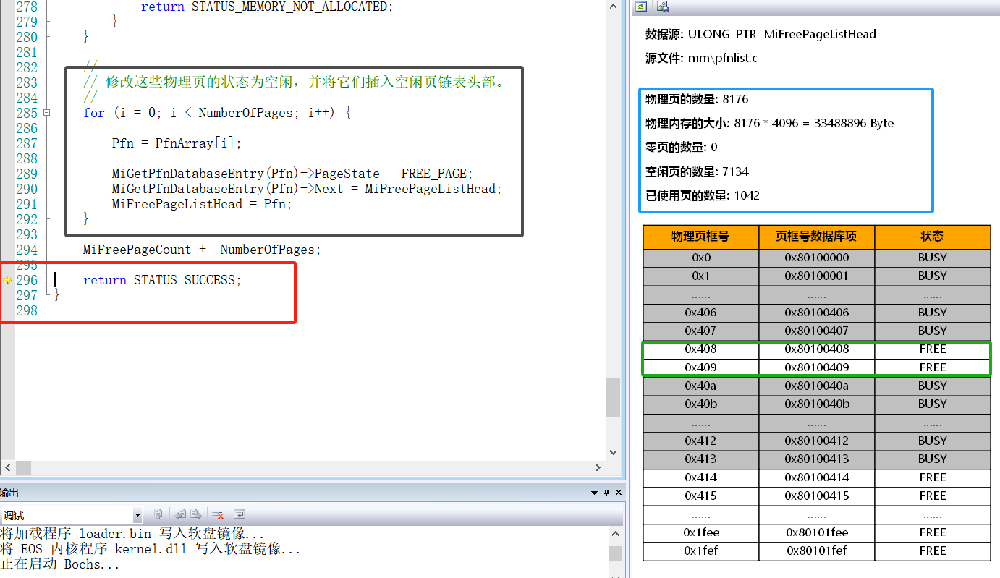 278 return STATUS_MEMORY_NOT_ALLOCATED;
279 }
280 }
281
282 //
283 // 修改这些物理页的状态为空闲，并将它们插入空闲页链表头部。
284 //
285 for (i = 0; i < NumberOfPages; i++) {
286
287 Pfn = PfnArray[i];
288
289 MiGetPfnDatabaseEntry(Pfn)->PageState = FREE_PAGE;
290 MiGetPfnDatabaseEntry(Pfn)->Next = MiFreePageListHead;
291 MiFreePageListHead = Pfn;
292 }
293
294 MiFreePageCount += NumberOfPages;
295
296 return STATUS_SUCCESS;
297 }
298
输出
调试
将加载程序 loader.bin 写入软盘镜像...
将 EOS 内核程序 kernel.dll 写入软盘镜像...
正在启动 Bochs...
数据源: ULONG_PTR MiFreePageListHead
源文件: mm\pfnlist.c
物理页的数量: 8176
物理内存的大小: 8176 * 4096 = 33488896 Byte
零页的数量: 0
空闲页的数量: 7134
已使用页的数量: 1042
物理页框号 页框号数据库项 状态
0x0 0x80100000 BUSY
0x1 0x80100001 BUSY
...... ...... ......
0x406 0x80100406 BUSY
0x407 0x80100407 BUSY
0x408 0x80100408 FREE
0x409 0x80100409 FREE
0x40a 0x8010040a BUSY
0x40b 0x8010040b BUSY
...... ...... ......
0x412 0x80100412 BUSY
0x413 0x80100413 BUSY
0x414 0x80100414 FREE
0x415 0x80100415 FREE
...... ...... ......
0x1fee 0x80101fee FREE
0x1fef 0x80101fef FREE